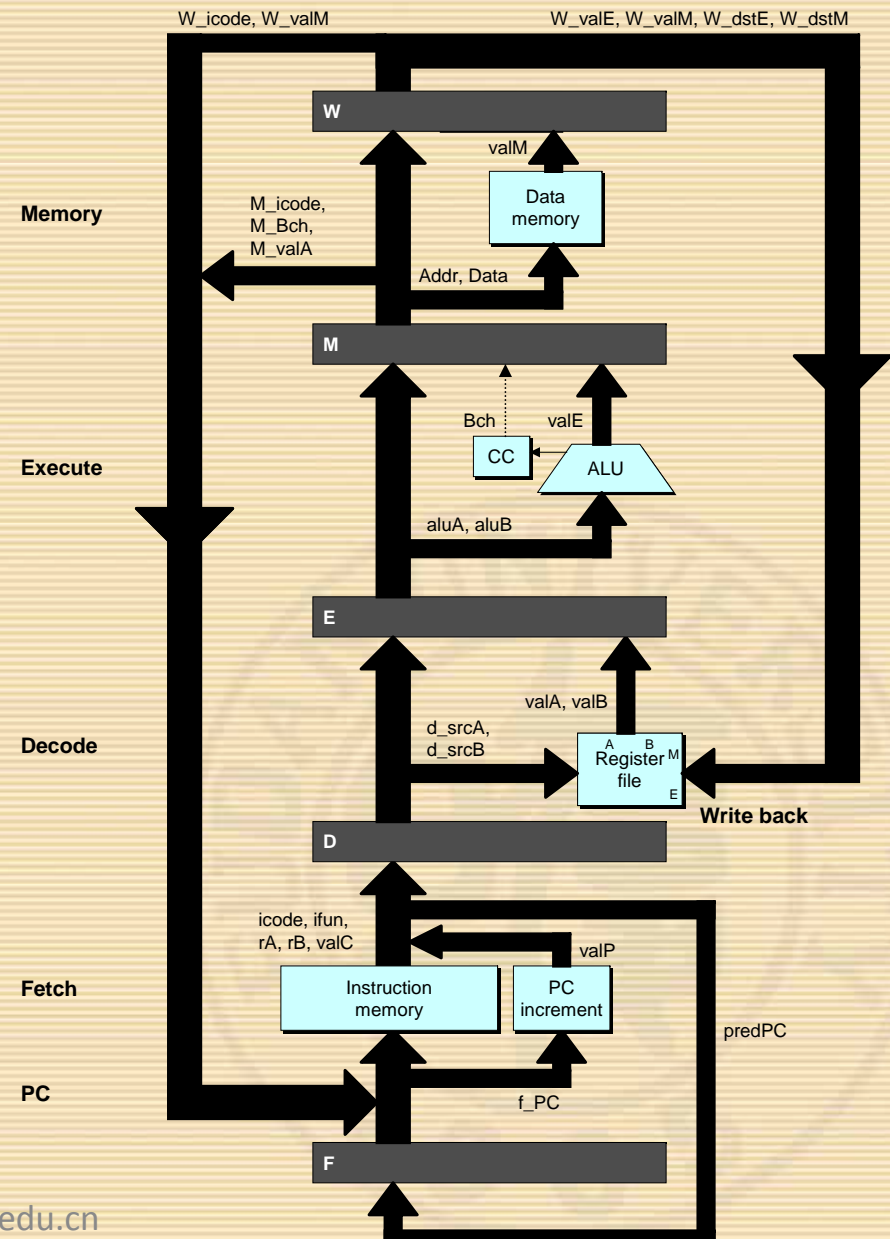 W_icode, W_valM
W_valE, W_valM, W_dstE, W_dstM
W
valM
Memory
Data
memory
M_icode,
M_Bch,
M_valA
Addr, Data
M
Bch
valE
Execute
CC
ALU
aluA, aluB
E
valA, valB
d_srcA,
d_srcB
Decode
A
B
Register
file
M
E
Write back
D
icode, ifun,
rA, rB, valC
valP
Fetch
Instruction
memory
PC
increment
predPC
PC
f_PC
F
edu.cn